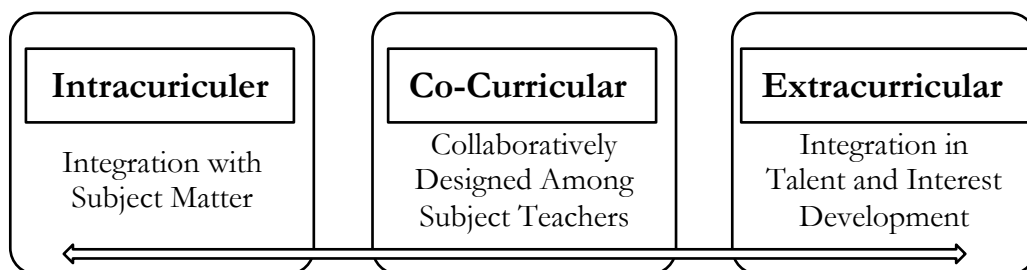 Intracuriculer
Integration with
Subject Matter
Co-Curricular
Collaboratively
Designed Among
Subject Teachers
Extracurricular
Integration in
Talent and Interest
Development